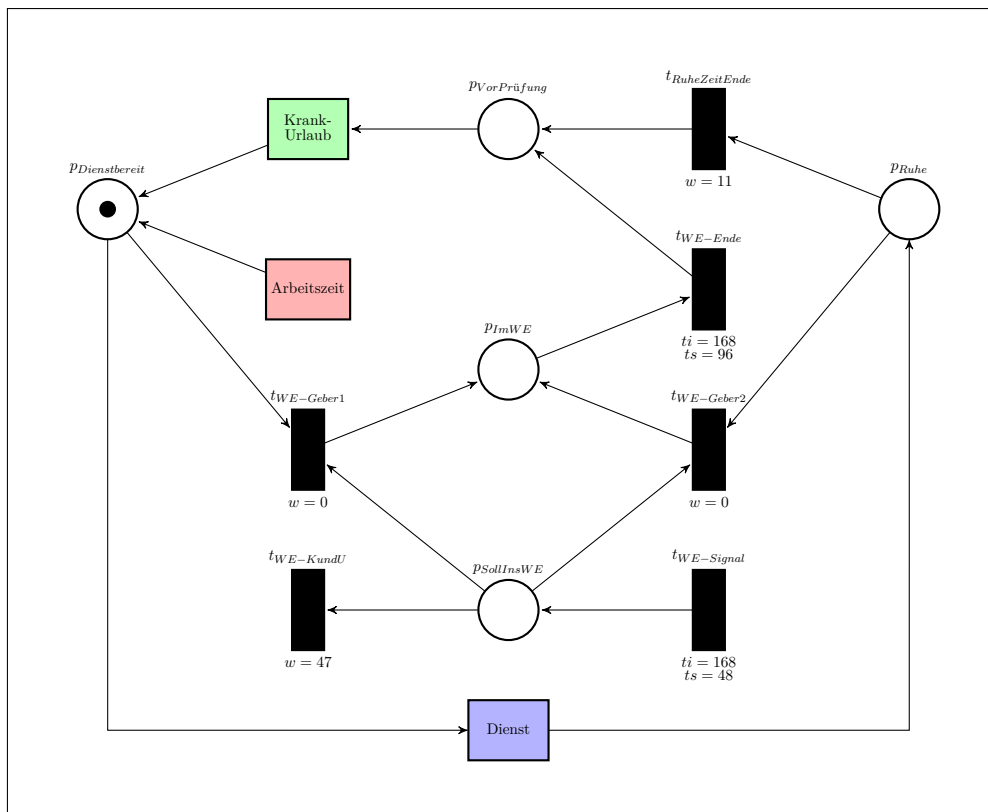 t_{RuheZeitEnde}
p_{VorPrüfung}
Krank-
Urlaub
p_{Dienstbereit}
p_{Ruhe}
w = 11
t_{WE-Ende}
Arbeitszeit
p_{ImWE}
ti = 168
ts = 96
t_{WE-Geber1}
t_{WE-Geber2}
w = 0
w = 0
t_{WE-KundU}
p_{SollInsWE}
t_{WE-Signal}
w = 47
ti = 168
ts = 48
Dienst